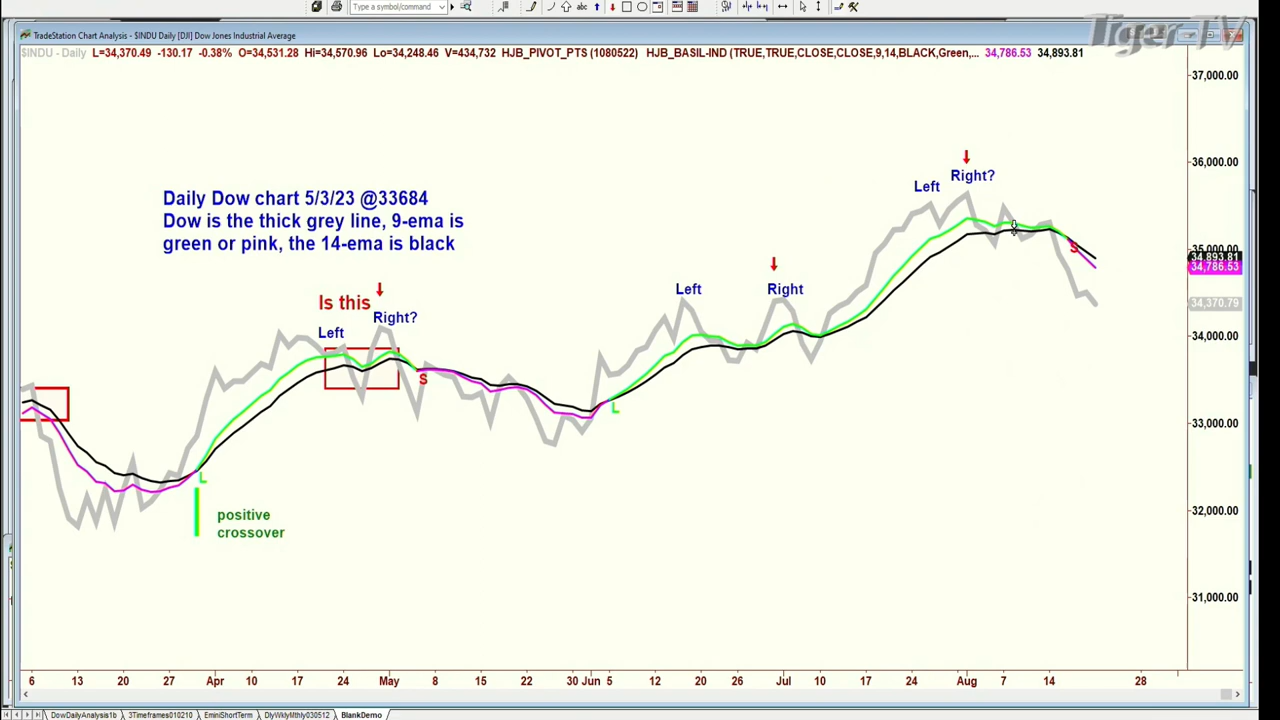 Type a symbol/command
abc
Tiger TV
TradeStation Chart Analysis - $INDU Daily [DJI] Dow Jones Industrial Average
$INDU - Daily L=34,370.49 -130.17 -0.38% O=34,531.28 Hi=34,570.96 Lo=34,248.46 V=434,732 HJB_PIVOT_PTS (1080522) HJB_BASIL-IND (TRUE,TRUE,CLOSE,CLOSE,9,14,BLACK,Green,... 34,786.53 34,893.81
37,000.00
36,000.00
Right?
Left
Daily Dow chart 5/3/23 @33684
Dow is the thick grey line, 9-ema is
green or pink, the 14-ema is black
35,000.00
S
34,893.81
34,786.53
Left
Right
Is this
34,370.79
Right?
Left
34,000.00
S
L
33,000.00
L
positive
crossover
32,000.00
31,000.00
6 13 20 27 Apr 10 17 24 May 8 15 22 30 Jun 5 12 20 26 Jul 10 17 24 Aug 7 14 28
DowDailyAnalysis1b 3Timeframes010210 EminiShortTerm DlyWklyMthly030512 BlankDemo